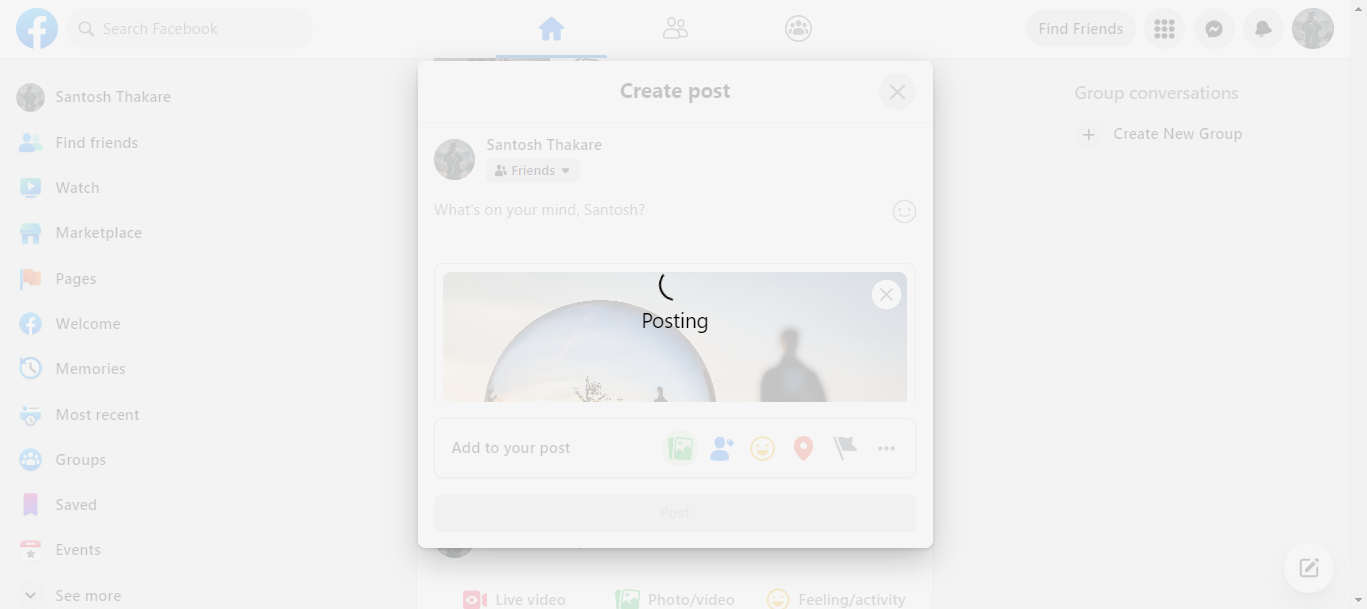 Search Facebook
Find Friends
Santosh Thakare
Find friends
Watch
Marketplace
Pages
Welcome
Memories
Most recent
Groups
Saved
Events
See more
Create post
Santosh Thakare
Friends
What's on your mind, Santosh?
Posting
Add to your post
Post
Live video
Photo/video
Feeling/activity
Group conversations
Create New Group